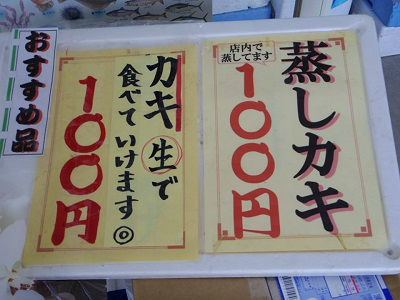 おすすめ品
カキ生で
食べていけます◎
100円
蒸しカキ
店内で
蒸してます
100円